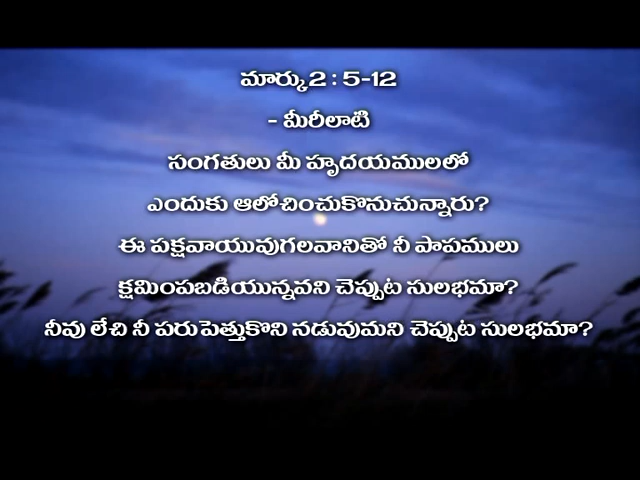 మార్కు 2 : 5-12
- మీరీలాటి
సంగతులు మీ హృదయములలో
ఎందుకు ఆలోచించుకొనుచున్నారు?
ఈ పక్షవాయువుగలవానితో నీ పాపములు
క్షమింపబడియున్నవని చెప్పుట సులభమా?
నీవు లేచి నీ పరుపెత్తుకొని నడువుమని చెప్పుట సులభమా?